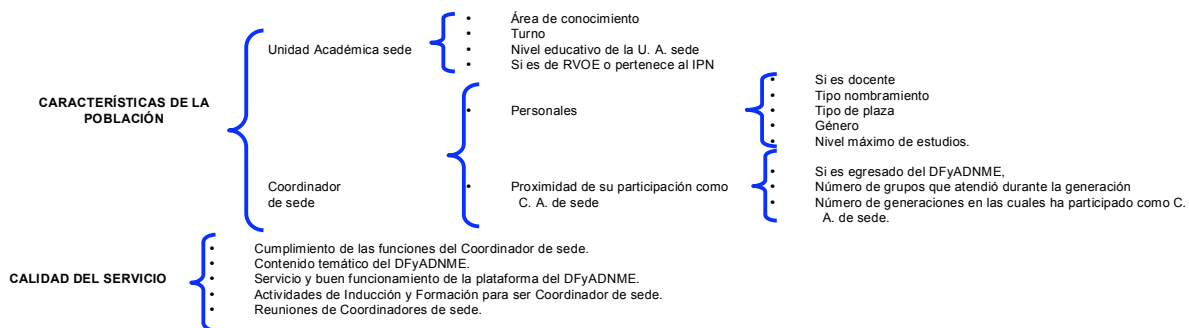 CARACTERÍSTICAS DE LA
POBLACIÓN
Unidad Académica sede
• Área de conocimiento
• Turno
• Nivel educativo de la U. A. sede
• Si es de RVOE o pertenece al IPN
Coordinador
de sede
• Personales
• Si es docente
• Tipo nombramiento
• Tipo de plaza
• Género
• Nivel máximo de estudios.
• Proximidad de su participación como
C. A. de sede
• Si es egresado del DFyADNME,
• Número de grupos que atendió durante la generación
• Número de generaciones en las cuales ha participado como C.
A. de sede.
CALIDAD DEL SERVICIO
• Cumplimiento de las funciones del Coordinador de sede.
• Contenido temático del DFyADNME.
• Servicio y buen funcionamiento de la plataforma del DFyADNME.
• Actividades de Inducción y Formación para ser Coordinador de sede.
• Reuniones de Coordinadores de sede.